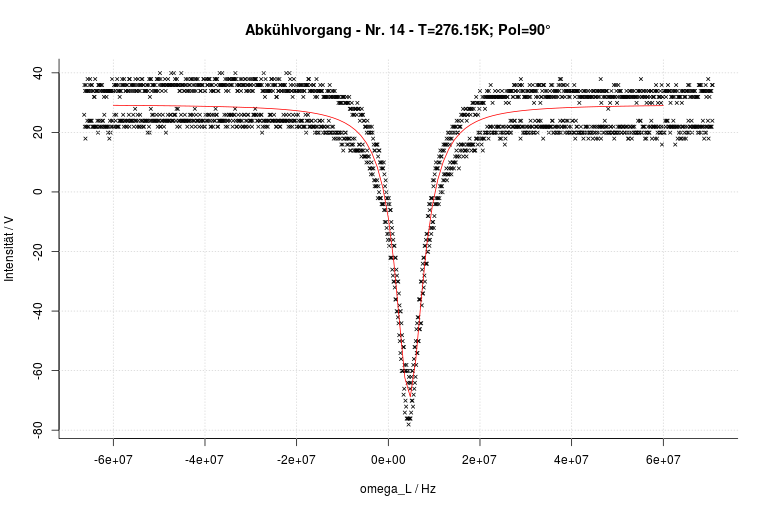 Abkühlvorgang - Nr. 14 - T=276.15K; Pol=90°
Intensität / V
40
20
0
-20
-40
-60
-80
-6e+07 -4e+07 -2e+07 0e+00 2e+07 4e+07 6e+07
omega_L / Hz